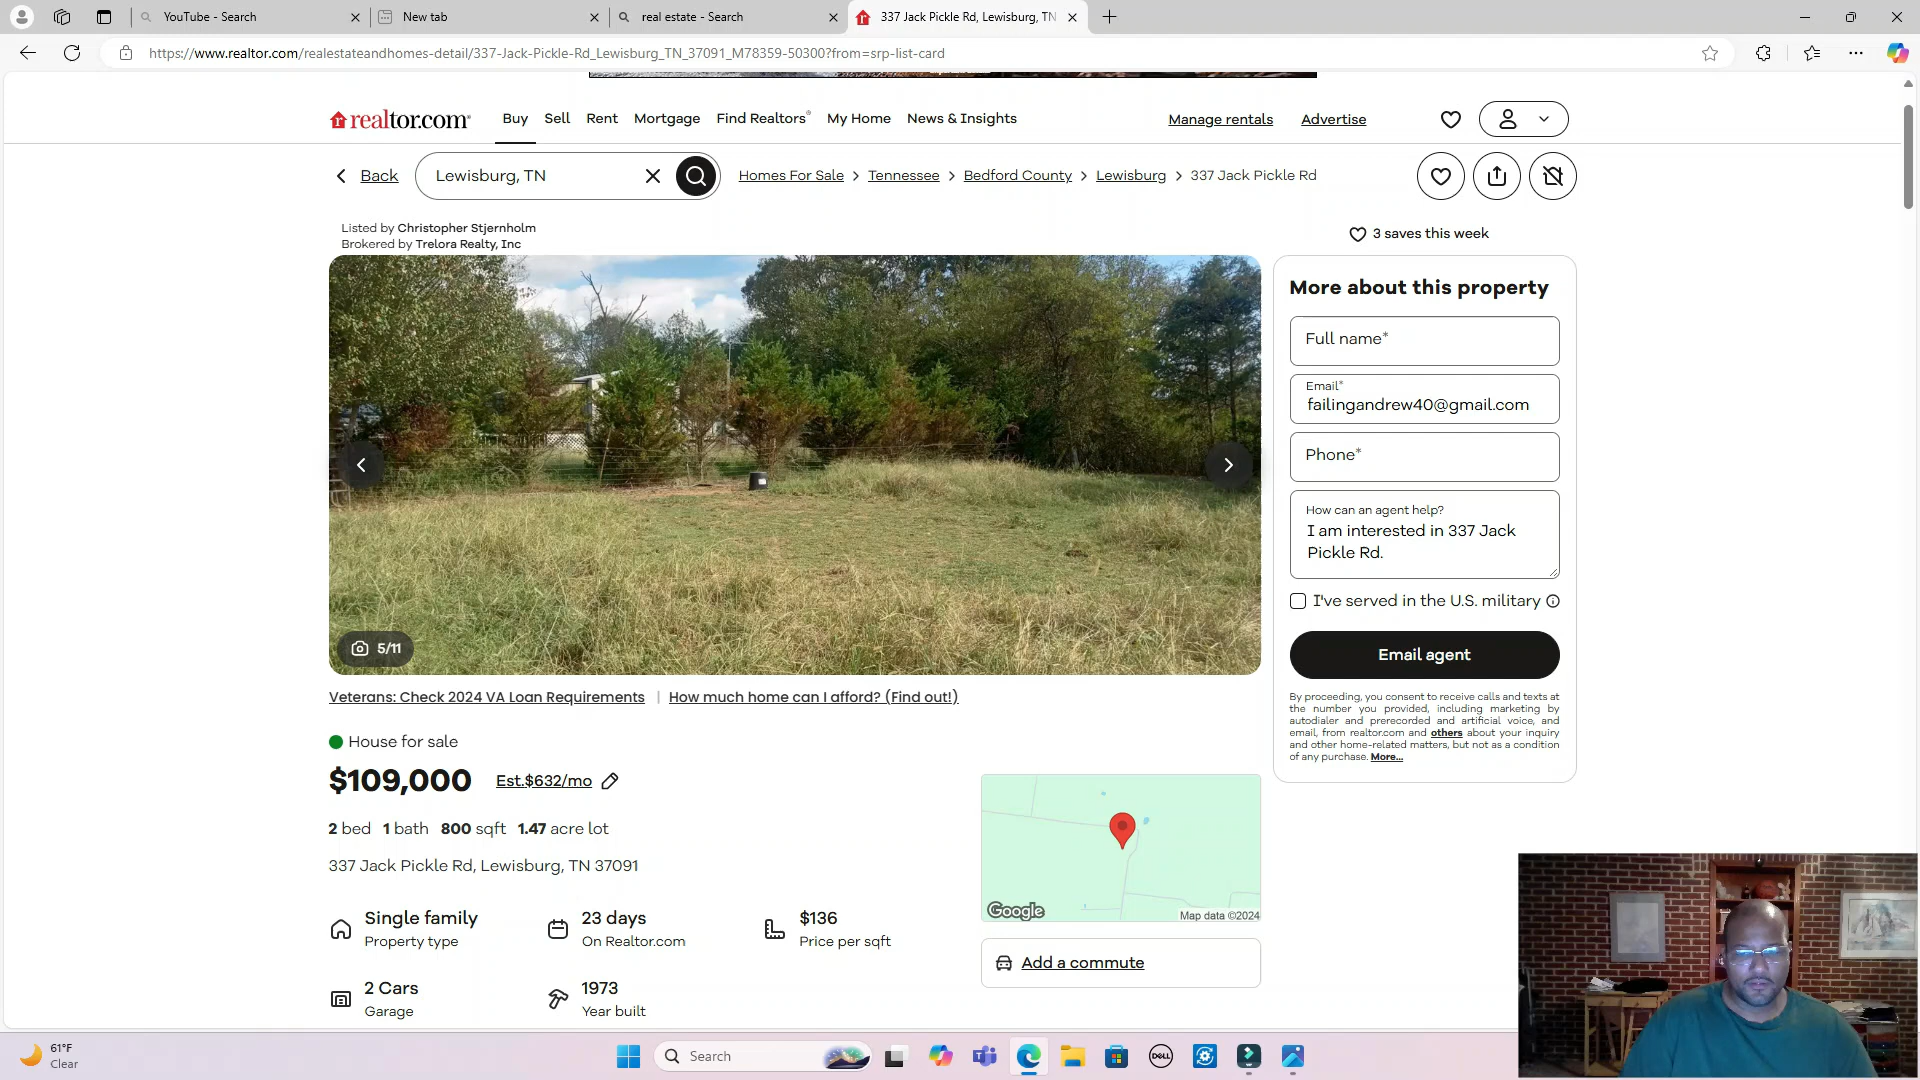 YouTube - Search
New tab
real estate - Search
337 Jack Pickle Rd, Lewisburg, TN
https://www.realtor.com/realestateandhomes-detail/337-Jack-Pickle-Rd_Lewisburg_TN_37091_M78359-50300?from=srp-list-card
realtor.com
Buy
Sell
Rent
Mortgage
Find Realtors®
My Home
News & Insights
Manage rentals
Advertise
Back
Lewisburg, TN
Homes For Sale > Tennessee > Bedford County > Lewisburg > 337 Jack Pickle Rd
Listed by Christopher Stjernholm
Brokered by Trelora Realty, Inc
3 saves this week
5/11
More about this property
Full name*
Email*
failingandrew40@gmail.com
Phone*
How can an agent help?
I am interested in 337 Jack
Pickle Rd.
I've served in the U.S. military
Email agent
By proceeding, you consent to receive calls and texts at
the number you provided, including marketing by
autodialer and prerecorded and artificial voice, and
email, from realtor.com and others about your inquiry
and other home-related matters, but not as a condition
of any purchase. More...
Veterans: Check 2024 VA Loan Requirements | How much home can I afford? (Find out!)
House for sale
$109,000
Est.$632/mo
2 bed 1 bath 800 sqft 1.47 acre lot
337 Jack Pickle Rd, Lewisburg, TN 37091
Single family
Property type
23 days
On Realtor.com
$136
Price per sqft
2 Cars
Garage
1973
Year built
Google
Map data ©2024
Add a commute
61°F
Clear
Search
DELL